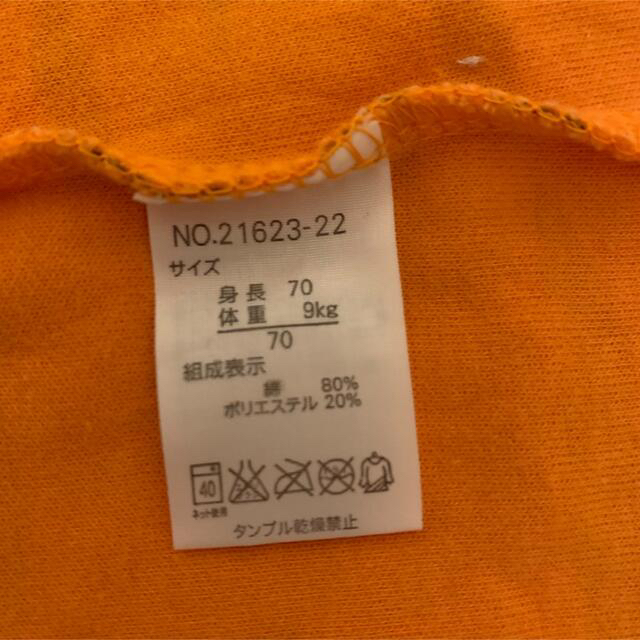 NO.21623-22
サイズ
身長 70
体重 9kg
70
組成表示
綿 80%
ポリエステル 20%
40
ネット使用
タンブル乾燥禁止